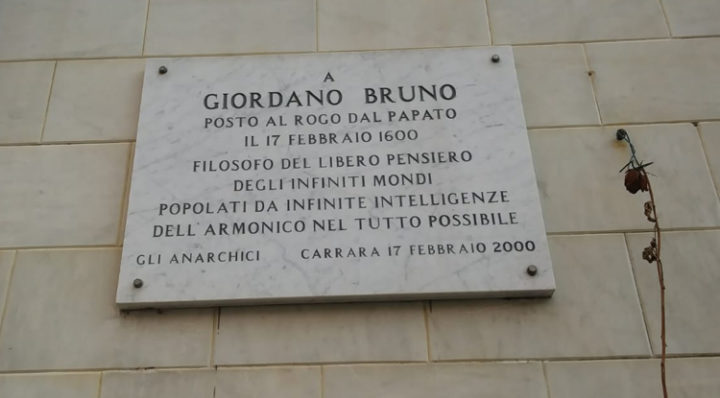 A
GIORDANO BRUNO
POSTO AL ROGO DAL PAPATO
IL 17 FEBBRAIO 1600
FILOSOFO DEL LIBERO PENSIERO
DEGLI INFINITI MONDI
POPOLATI DA INFINITE INTELLIGENZE
DELL'ARMONICO NEL TUTTO POSSIBILE
GLI ANARCHICI CARRARA 17 FEBBRAIO 2000